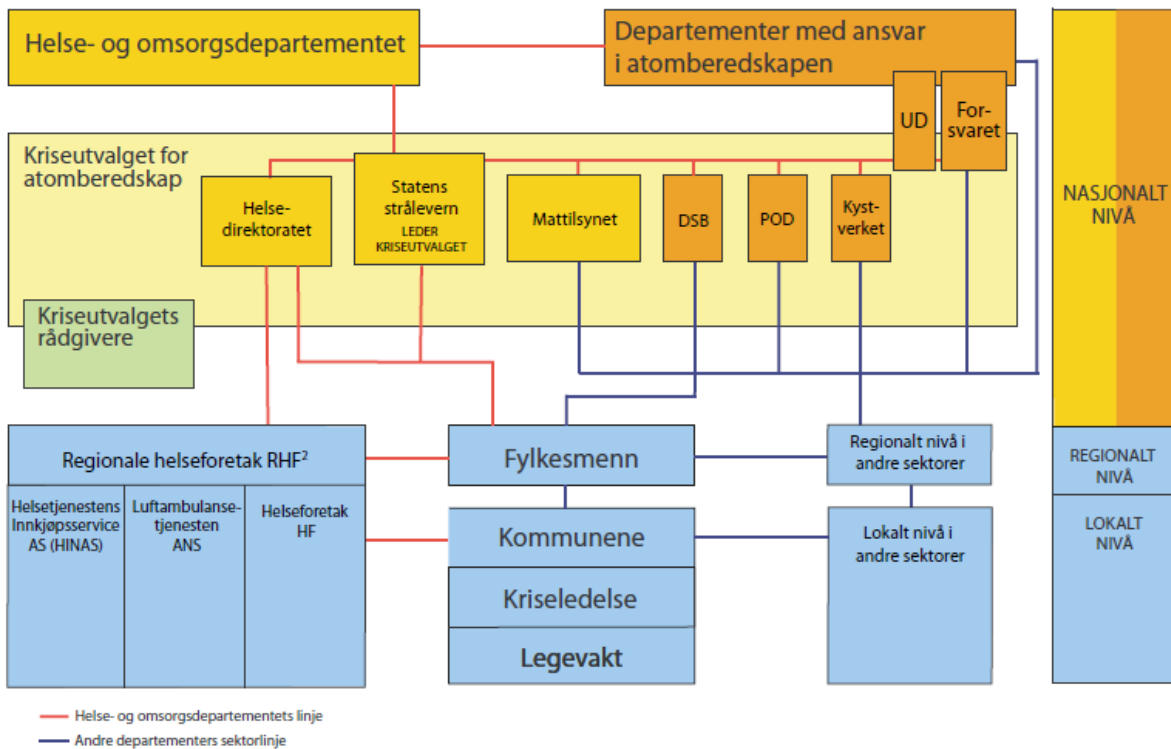 Helse- og omsorgsdepartementet
Departementer med ansvar
i atomberedskapen
UD
For-
svaret
Kriseutvalget for
atomberedskap
Helse-
direktoratet
Statens
strålevern
LEDER
KRISEUTVALGET
Mattilsynet
DSB
POD
Kyst-
verket
NASJONALT
NIVÅ
Kriseutvalgets
rådgivere
Regionale helseforetak RHF²
Fylkesmenn
Regionalt nivå i
andre sektorer
REGIONALT
NIVÅ
Helsetjenestens
Innkjøpsservice
AS (HINAS)
Luftambulanse-
tjenesten
ANS
Helseforetak
HF
Kommunene
Kriseledelse
Legevakt
Lokalt nivå i
andre sektorer
LOKALT
NIVÅ
Helse- og omsorgsdepartementets linje
Andre departementers sektorlinje